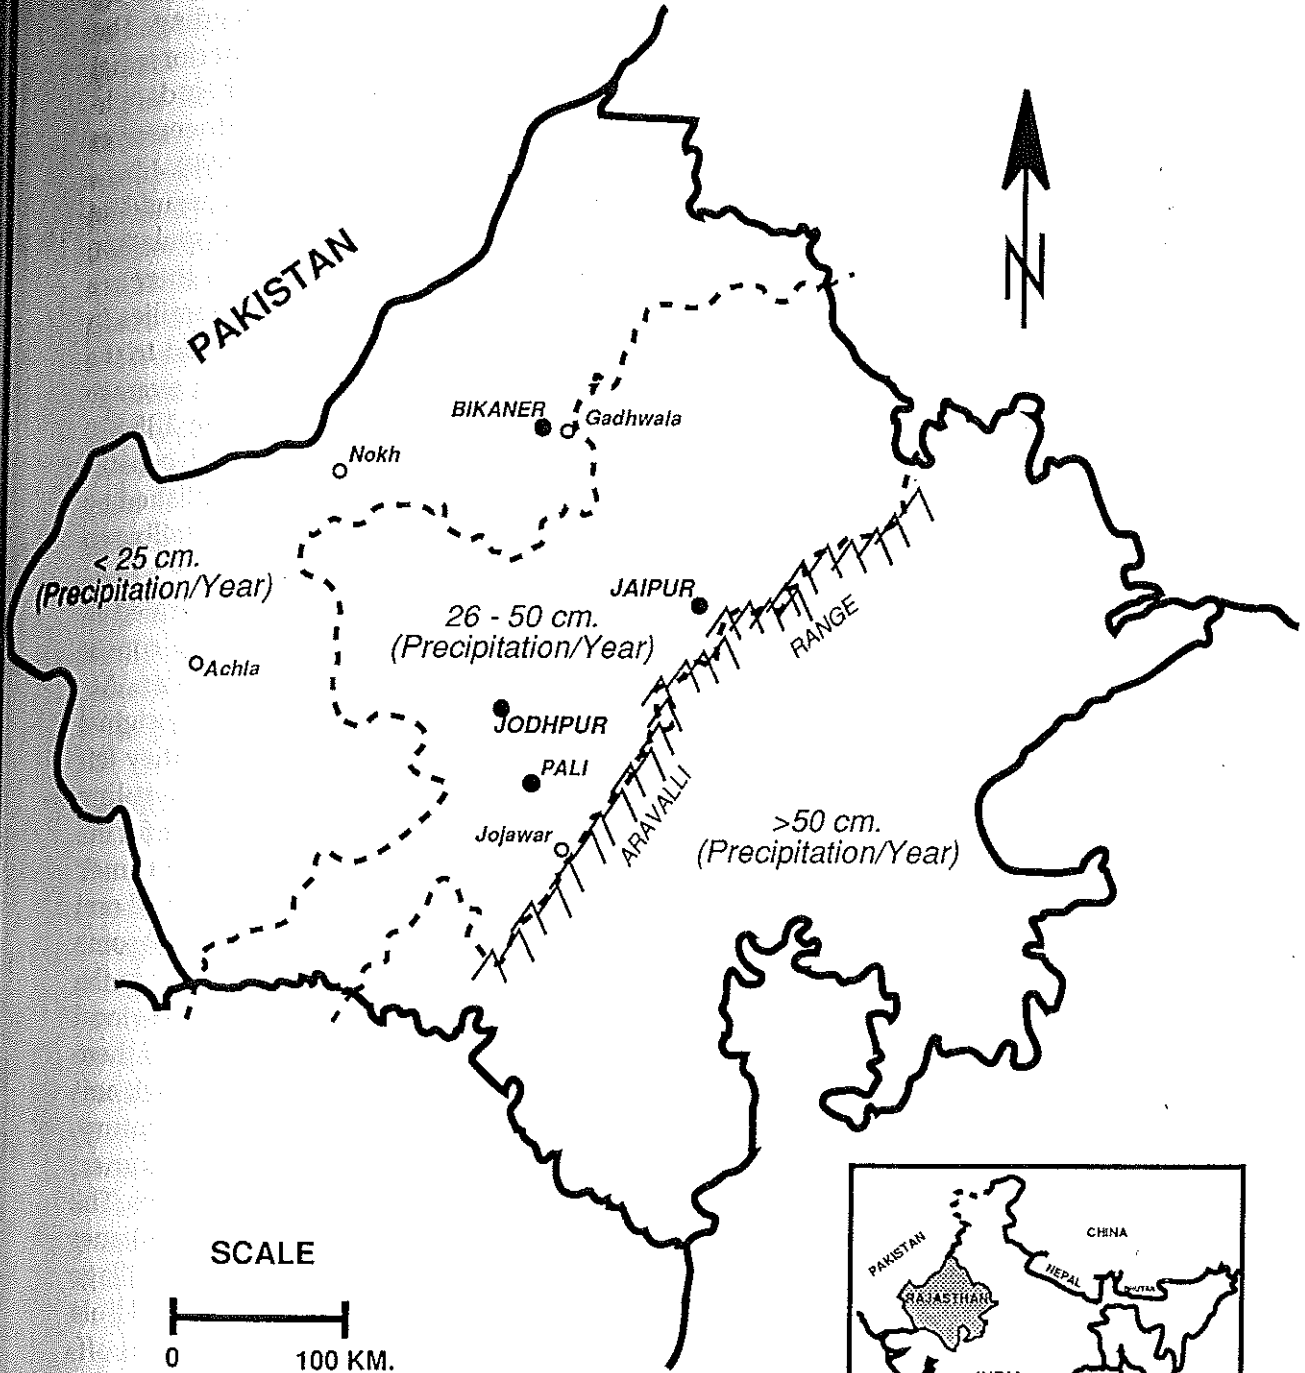 N
PAKISTAN
BIKANER
Gadhwala
Nokh
< 25 cm.
(Precipitation/Year)
JAIPUR
26 - 50 cm.
(Precipitation/Year)
RANGE
Achla
JODHPUR
PALI
ARAVALLI
>50 cm.
(Precipitation/Year)
Jojawar
SCALE
0 100 KM.
CHINA
PAKISTAN
NEPAL
RAJASTHAN